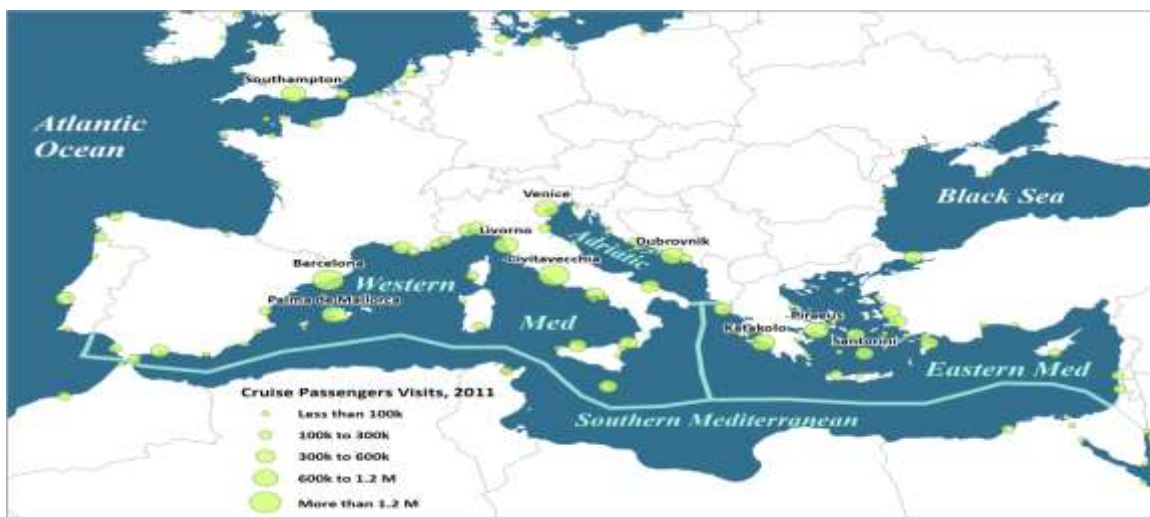 Southampton
Atlantic
Ocean
Black Sea
Venice
Livorno
Adriatic
Dubrovnik
Civitavecchia
Barcelona
Western
Palma de Mallorca
Med
Katakolo
Piraeus
Santorini
Eastern Med
Southern Mediterranean
Cruise Passengers Visits, 2011
Less than 100k
100k to 300k
300k to 600k
600k to 1.2 M
More than 1.2 M